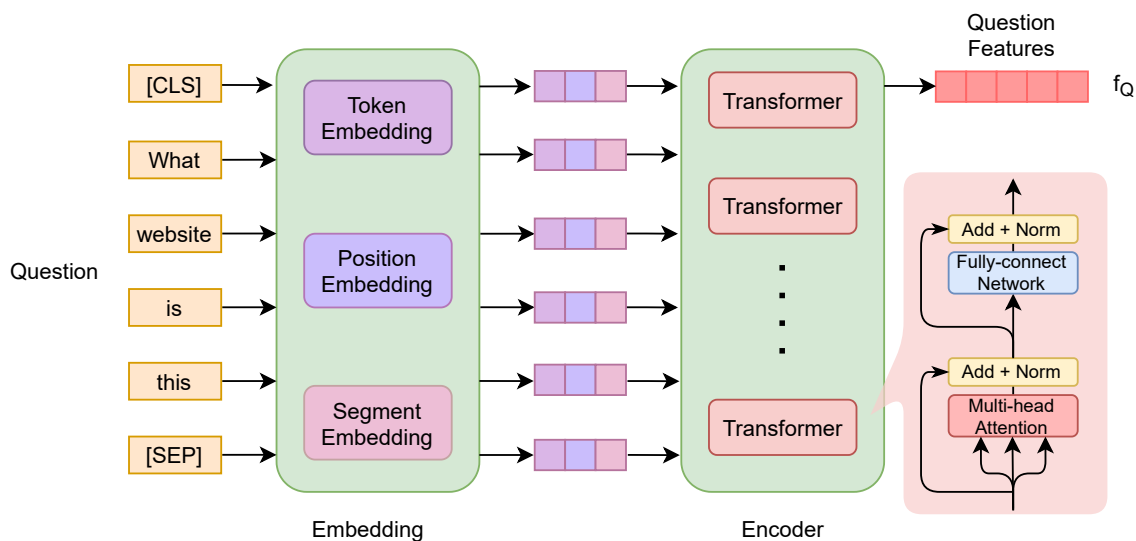 Question
[CLS]
What
website
is
this
[SEP]
Token
Embedding
Position
Embedding
Segment
Embedding
Embedding
Transformer
Transformer
Transformer
Encoder
Question
Features
f_Q
Add + Norm
Fully-connect
Network
Add + Norm
Multi-head
Attention